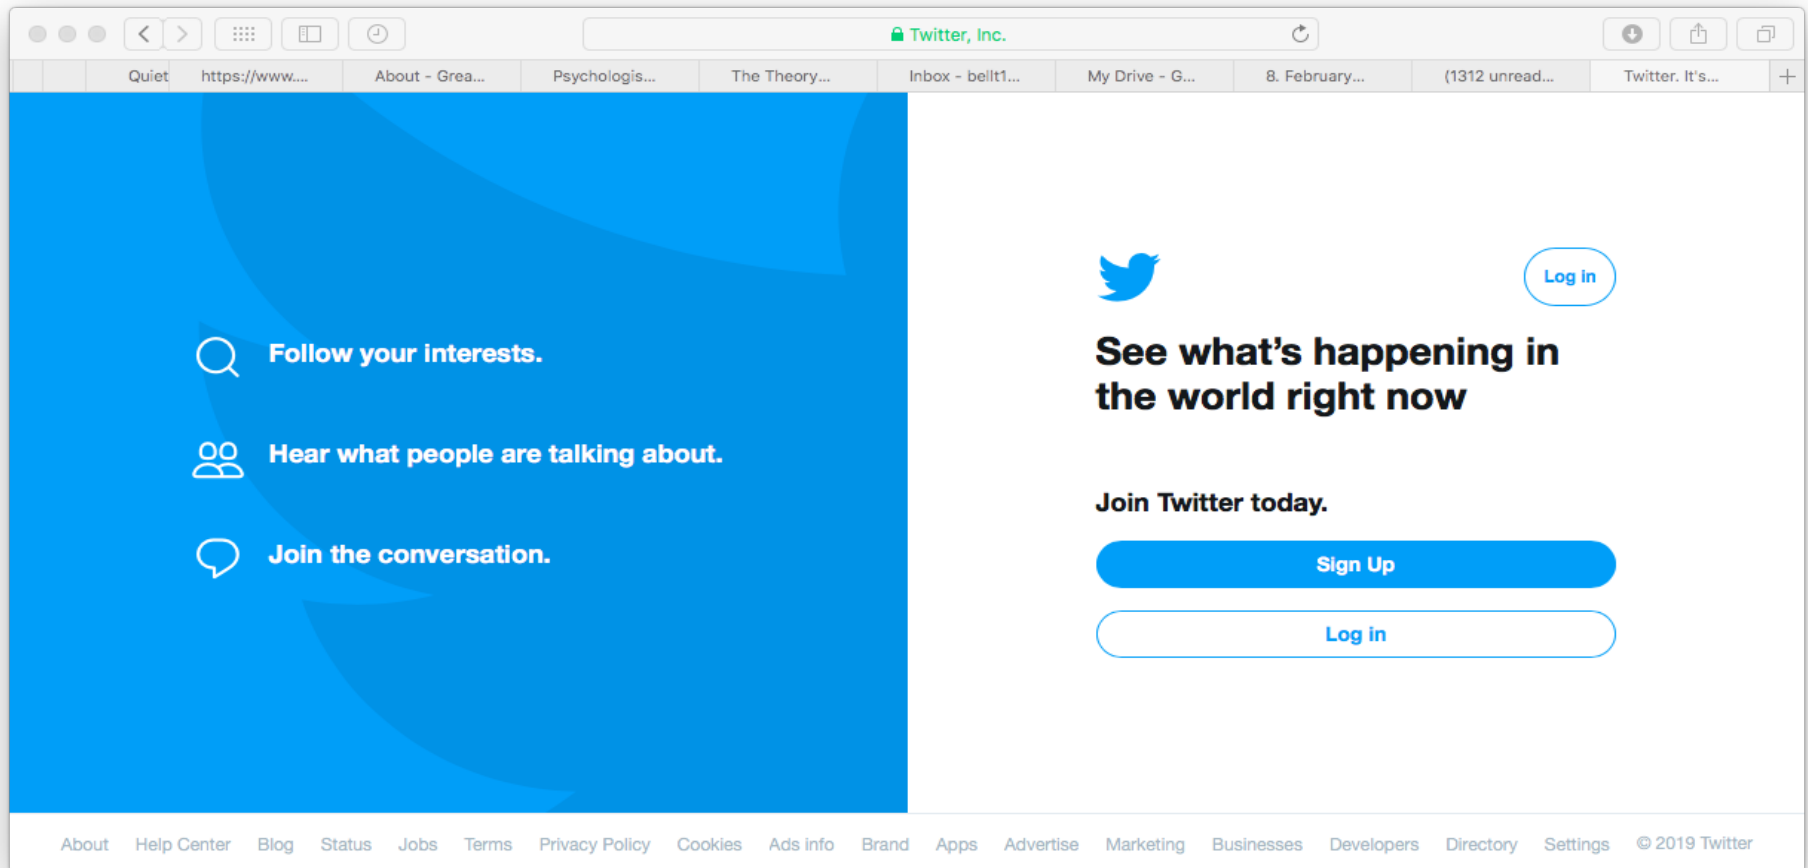 Twitter, Inc.
Quiet https://www.... About - Grea... Psychologis... The Theory... Inbox - bellt1... My Drive - G... 8. February... (1312 unread... Twitter. It's...
Follow your interests.
Hear what people are talking about.
Join the conversation.
Log in
See what's happening in
the world right now
Join Twitter today.
Sign Up
Log in
About Help Center Blog Status Jobs Terms Privacy Policy Cookies Ads info Brand Apps Advertise Marketing Businesses Developers Directory Settings © 2019 Twitter